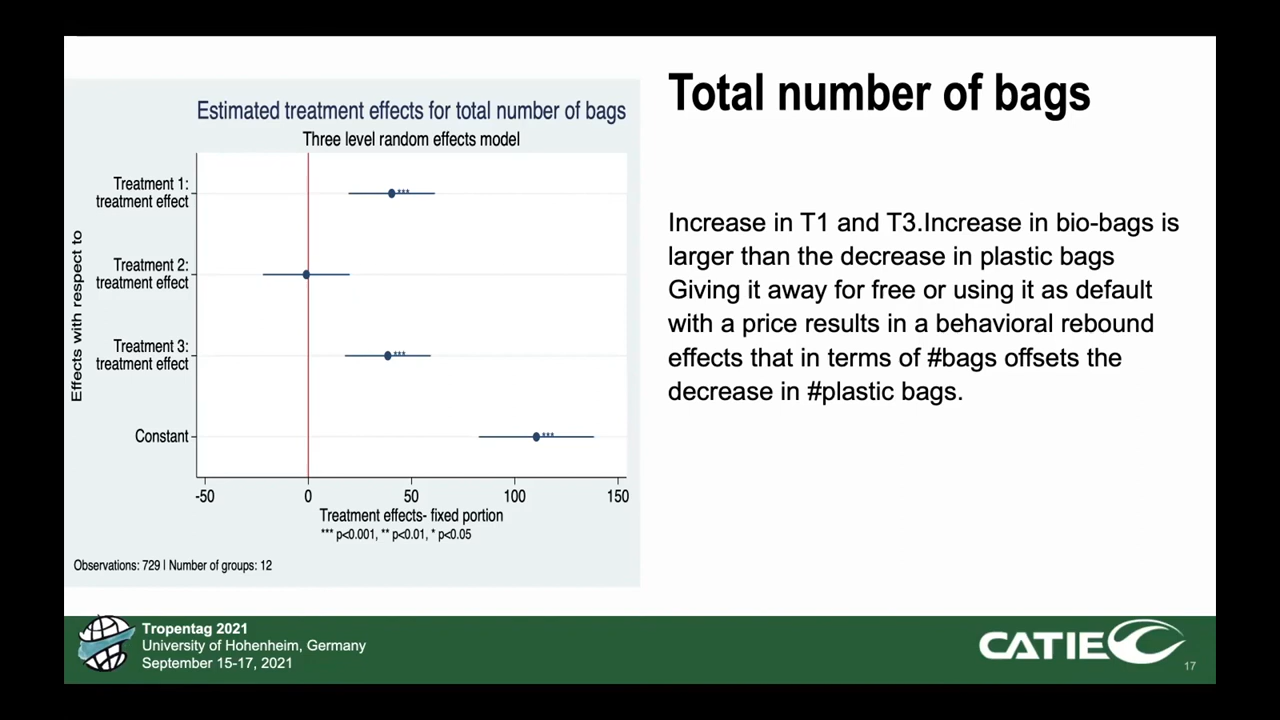 Total number of bags
Estimated treatment effects for total number of bags
Three level random effects model
Effects with respect to
Treatment 1:
treatment effect
Treatment 2:
treatment effect
Treatment 3:
treatment effect
Constant
***
***
***
-50 0 50 100 150
Treatment effects- fixed portion
*** p<0.001, ** p<0.01, * p<0.05
Observations: 729 | Number of groups: 12
Increase in T1 and T3.Increase in bio-bags is
larger than the decrease in plastic bags
Giving it away for free or using it as default
with a price results in a behavioral rebound
effects that in terms of #bags offsets the
decrease in #plastic bags.
Tropentag 2021
University of Hohenheim, Germany
September 15-17, 2021
CATIE
17